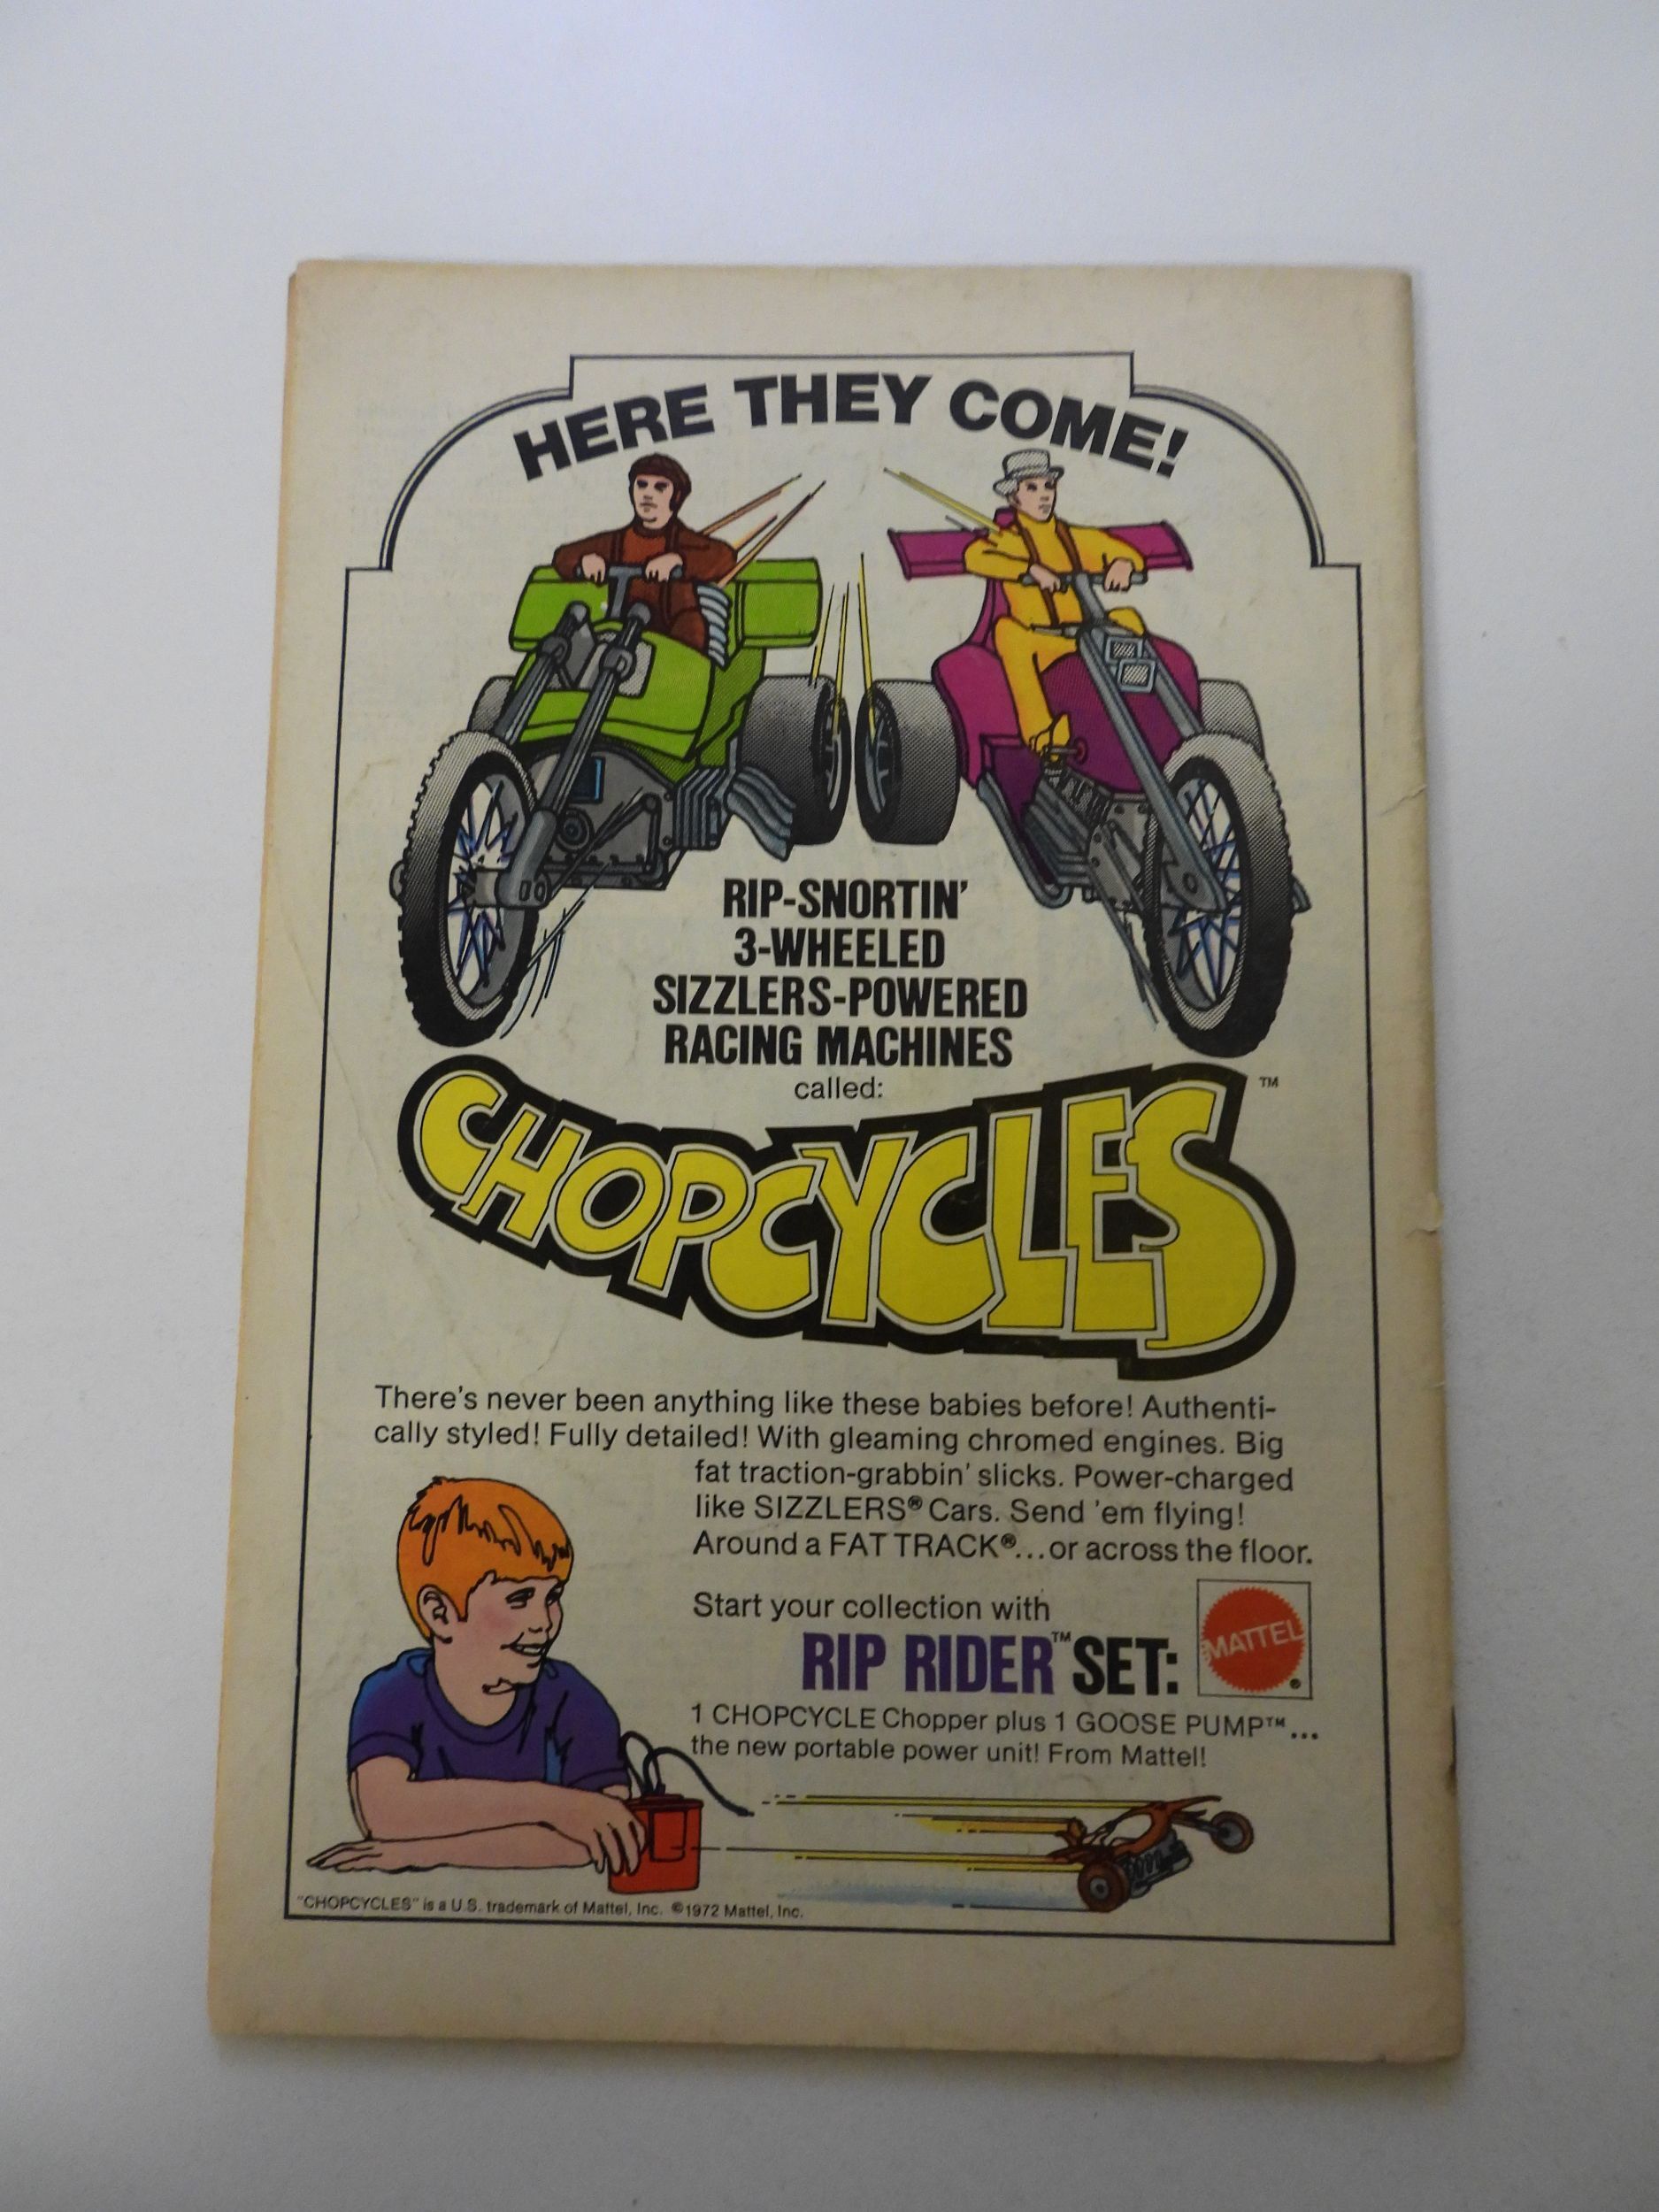 HERE THEY COME!
RIP-SNORTIN'
3-WHEELED
SIZZLERS-POWERED
RACING MACHINES
called:
CHOPCYCLES™
There's never been anything like these babies before! Authenti-
cally styled! Fully detailed! With gleaming chromed engines. Big
fat traction-grabbin' slicks. Power-charged
like SIZZLERS® Cars. Send 'em flying!
Around a FAT TRACK®...or across the floor.
Start your collection with
RIP RIDER™ SET:
MATTEL®
1 CHOPCYCLE Chopper plus 1 GOOSE PUMP™...
the new portable power unit! From Mattel!
"CHOPCYCLES" is a U.S. trademark of Mattel, Inc. ©1972 Mattel, Inc.